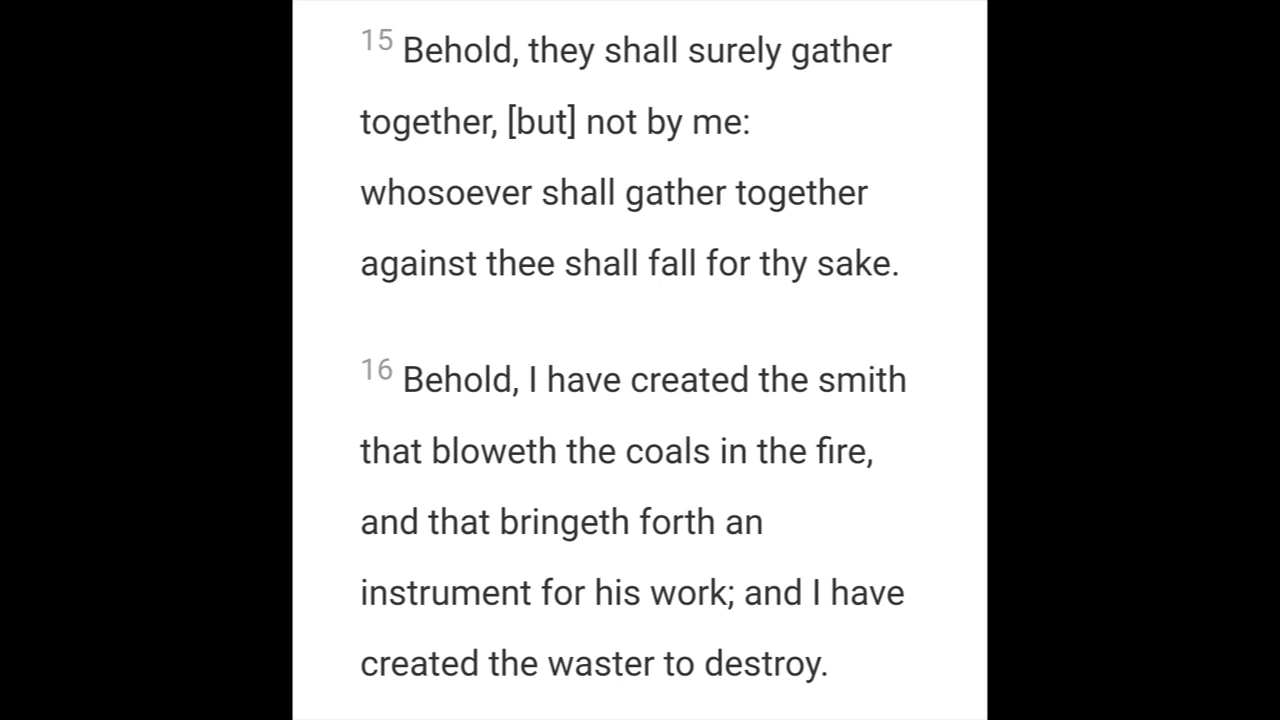 15 Behold, they shall surely gather
together, [but] not by me:
whosoever shall gather together
against thee shall fall for thy sake.
16 Behold, I have created the smith
that bloweth the coals in the fire,
and that bringeth forth an
instrument for his work; and I have
created the waster to destroy.